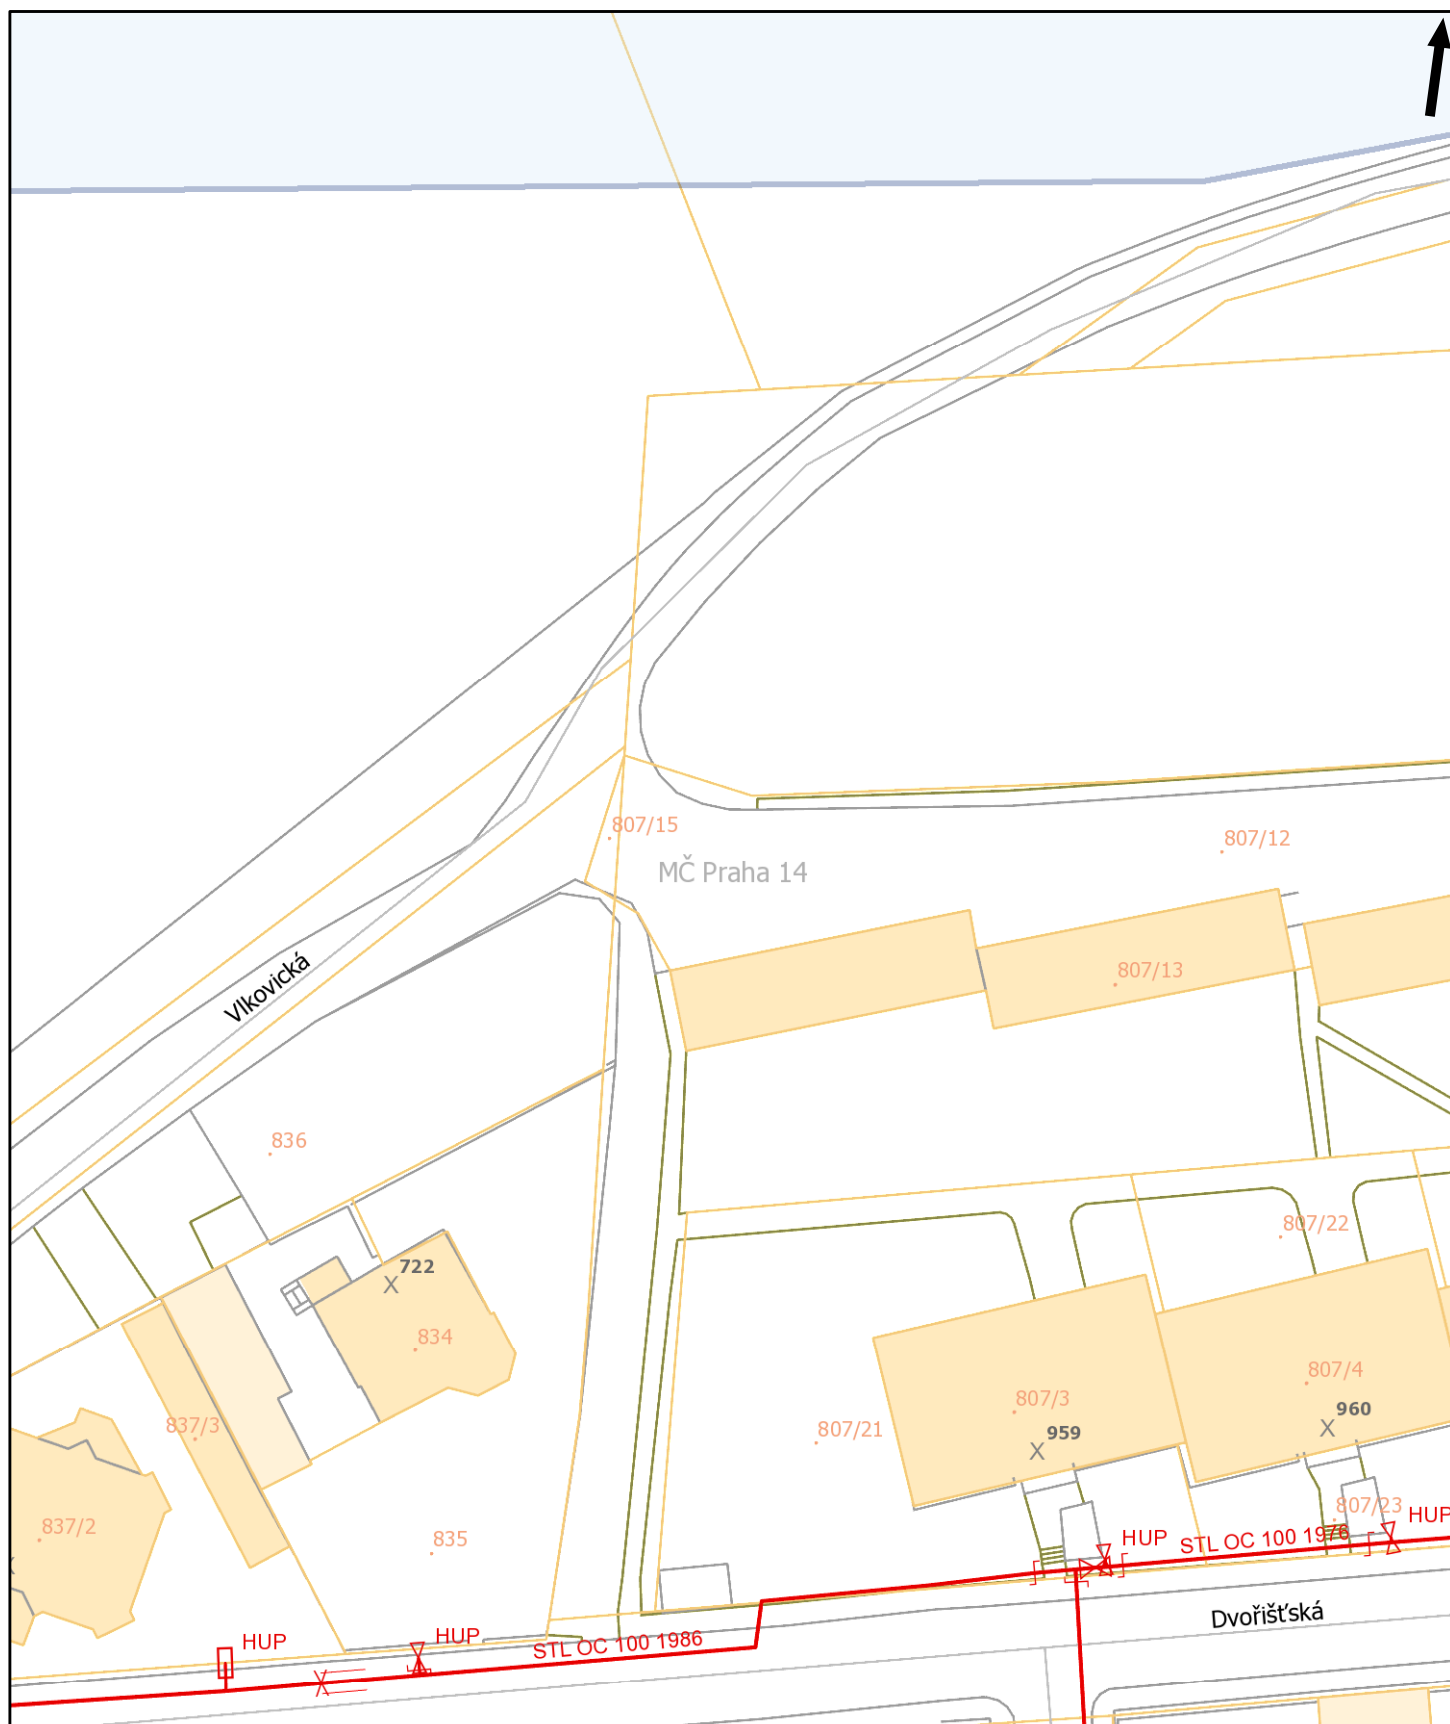 807/15
807/12
MČ Praha 14
807/13
Vlkovická
836
807/22
722
834
807/4
807/3
960
837/3
807/21
959
807/23
HUP
837/2
835
HUP
STL OC 100 1976
Dvořišťská
HUP
HUP
STL OC 100 1986